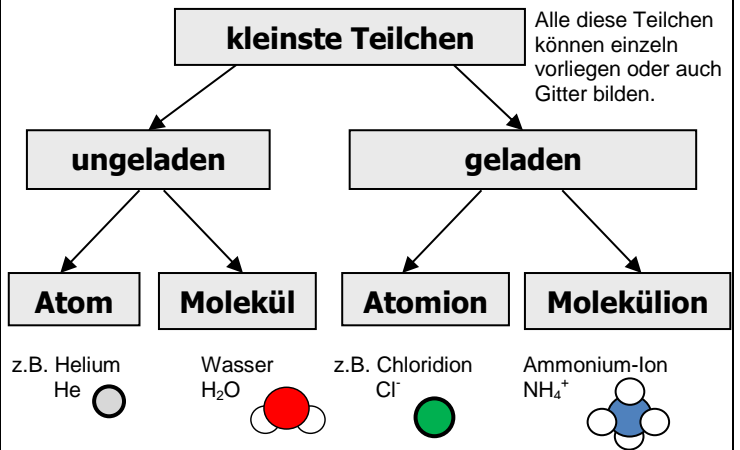 kleinste Teilchen
Alle diese Teilchen
können einzeln
vorliegen oder auch
Gitter bilden.
ungeladen
geladen
Atom
Molekül
Atomion
Molekülion
z.B. Helium
He
Wasser
H₂O
z.B. Chloridion
Cl⁻
Ammonium-Ion
NH₄⁺